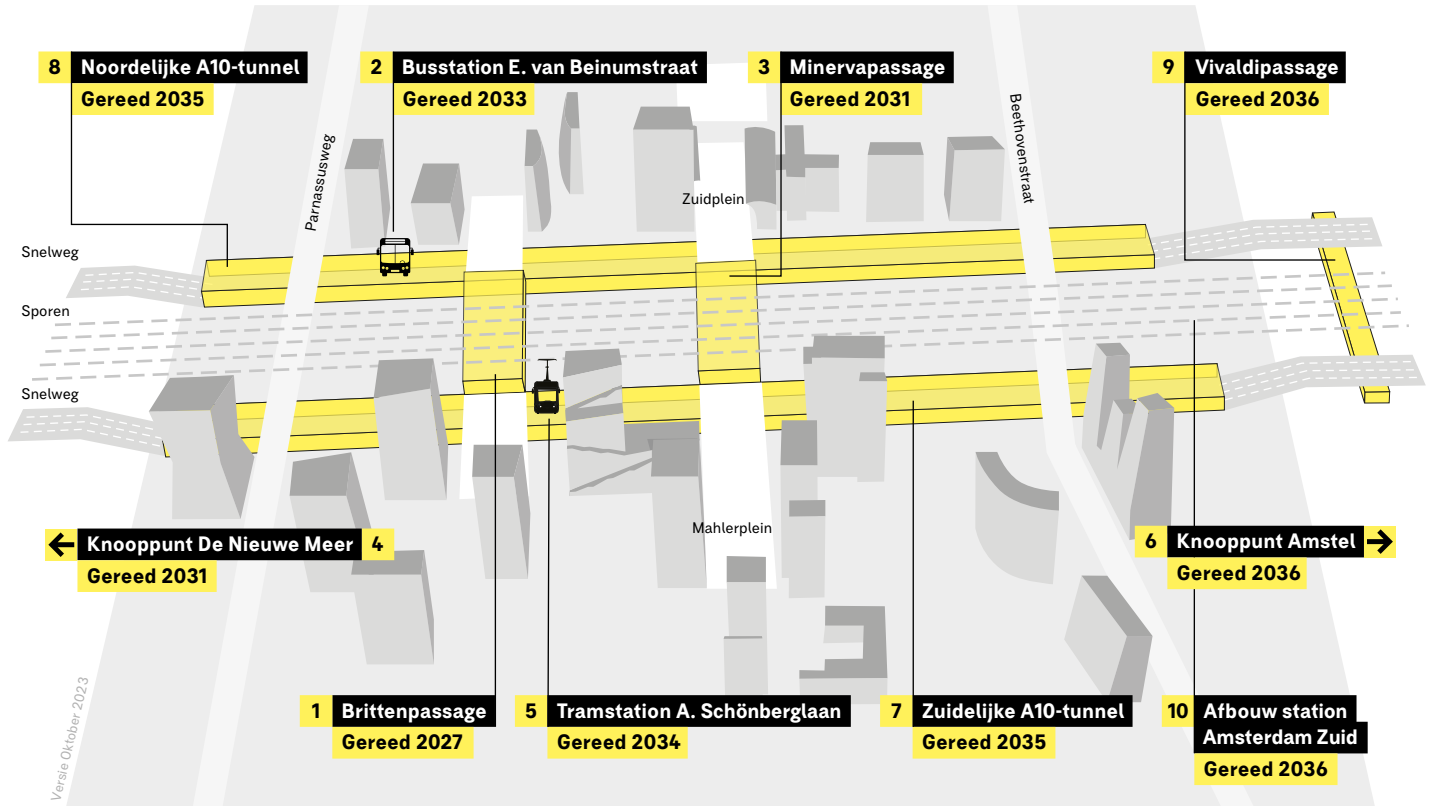 8 Noordelijke A10-tunnel
Gereed 2035
2 Busstation E. van Beinumstraat
Gereed 2033
3 Minervapassage
Gereed 2031
9 Vivaldipassage
Gereed 2036
Parnassusweg
Beethovenstraat
Zuidplein
Snelweg
Sporen
Snelweg
Mahlerplein
Knooppunt De Nieuwe Meer 4
Gereed 2031
6 Knooppunt Amstel
Gereed 2036
1 Brittenpassage
Gereed 2027
5 Tramstation A. Schönberglaan
Gereed 2034
7 Zuidelijke A10-tunnel
Gereed 2035
10 Afbouw station
Amsterdam Zuid
Gereed 2036
Versie Oktober 2023